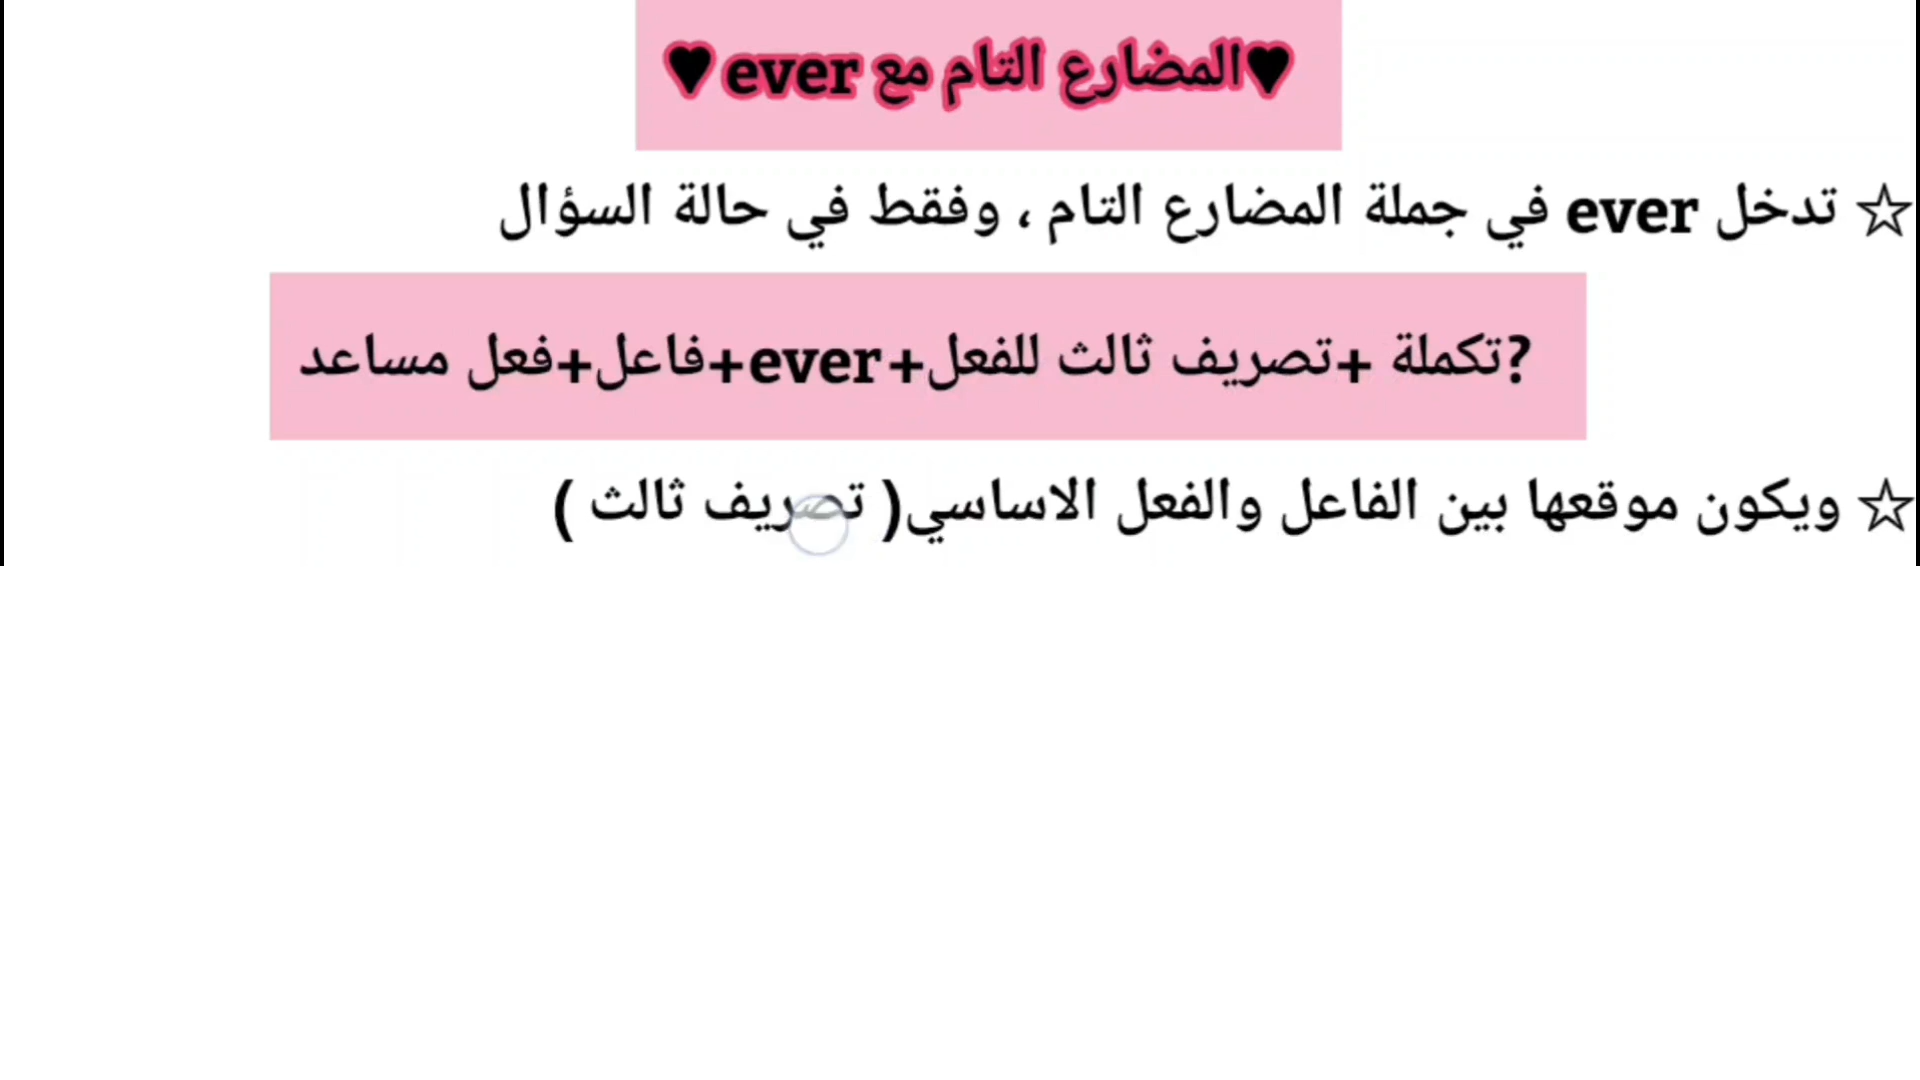 ♥المضارع التام مع ever♥
☆ تدخل ever في جملة المضارع التام ، وفقط في حالة السؤال
فعل مساعد+فاعل+ever+تصريف ثالث للفعل+ تكملة?
☆ ويكون موقعها بين الفاعل والفعل الاساسي( تصريف ثالث )